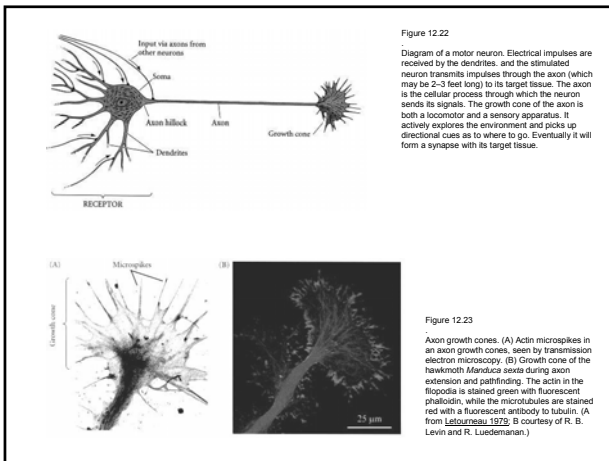 Input via axons from
other neurons
Soma
Axon hillock
Axon
Growth cone
Dendrites
RECEPTOR
Figure 12.22
.
Diagram of a motor neuron. Electrical impulses are
received by the dendrites. and the stimulated
neuron transmits impulses through the axon (which
may be 2–3 feet long) to its target tissue. The axon
is the cellular process through which the neuron
sends its signals. The growth cone of the axon is
both a locomotor and a sensory apparatus. It
actively explores the environment and picks up
directional cues as to where to go. Eventually it will
form a synapse with its target tissue.
(A)
Microspikes
Growth cone
(B)
25 µm
Figure 12.23
.
Axon growth cones. (A) Actin microspikes in
an axon growth cones, seen by transmission
electron microscopy. (B) Growth cone of the
hawkmoth Manduca sexta during axon
extension and pathfinding. The actin in the
filopodia is stained green with fluorescent
phalloidin, while the microtubules are stained
red with a fluorescent antibody to tubulin. (A
from Letourneau 1979; B courtesy of R. B.
Levin and R. Luedemanan.)